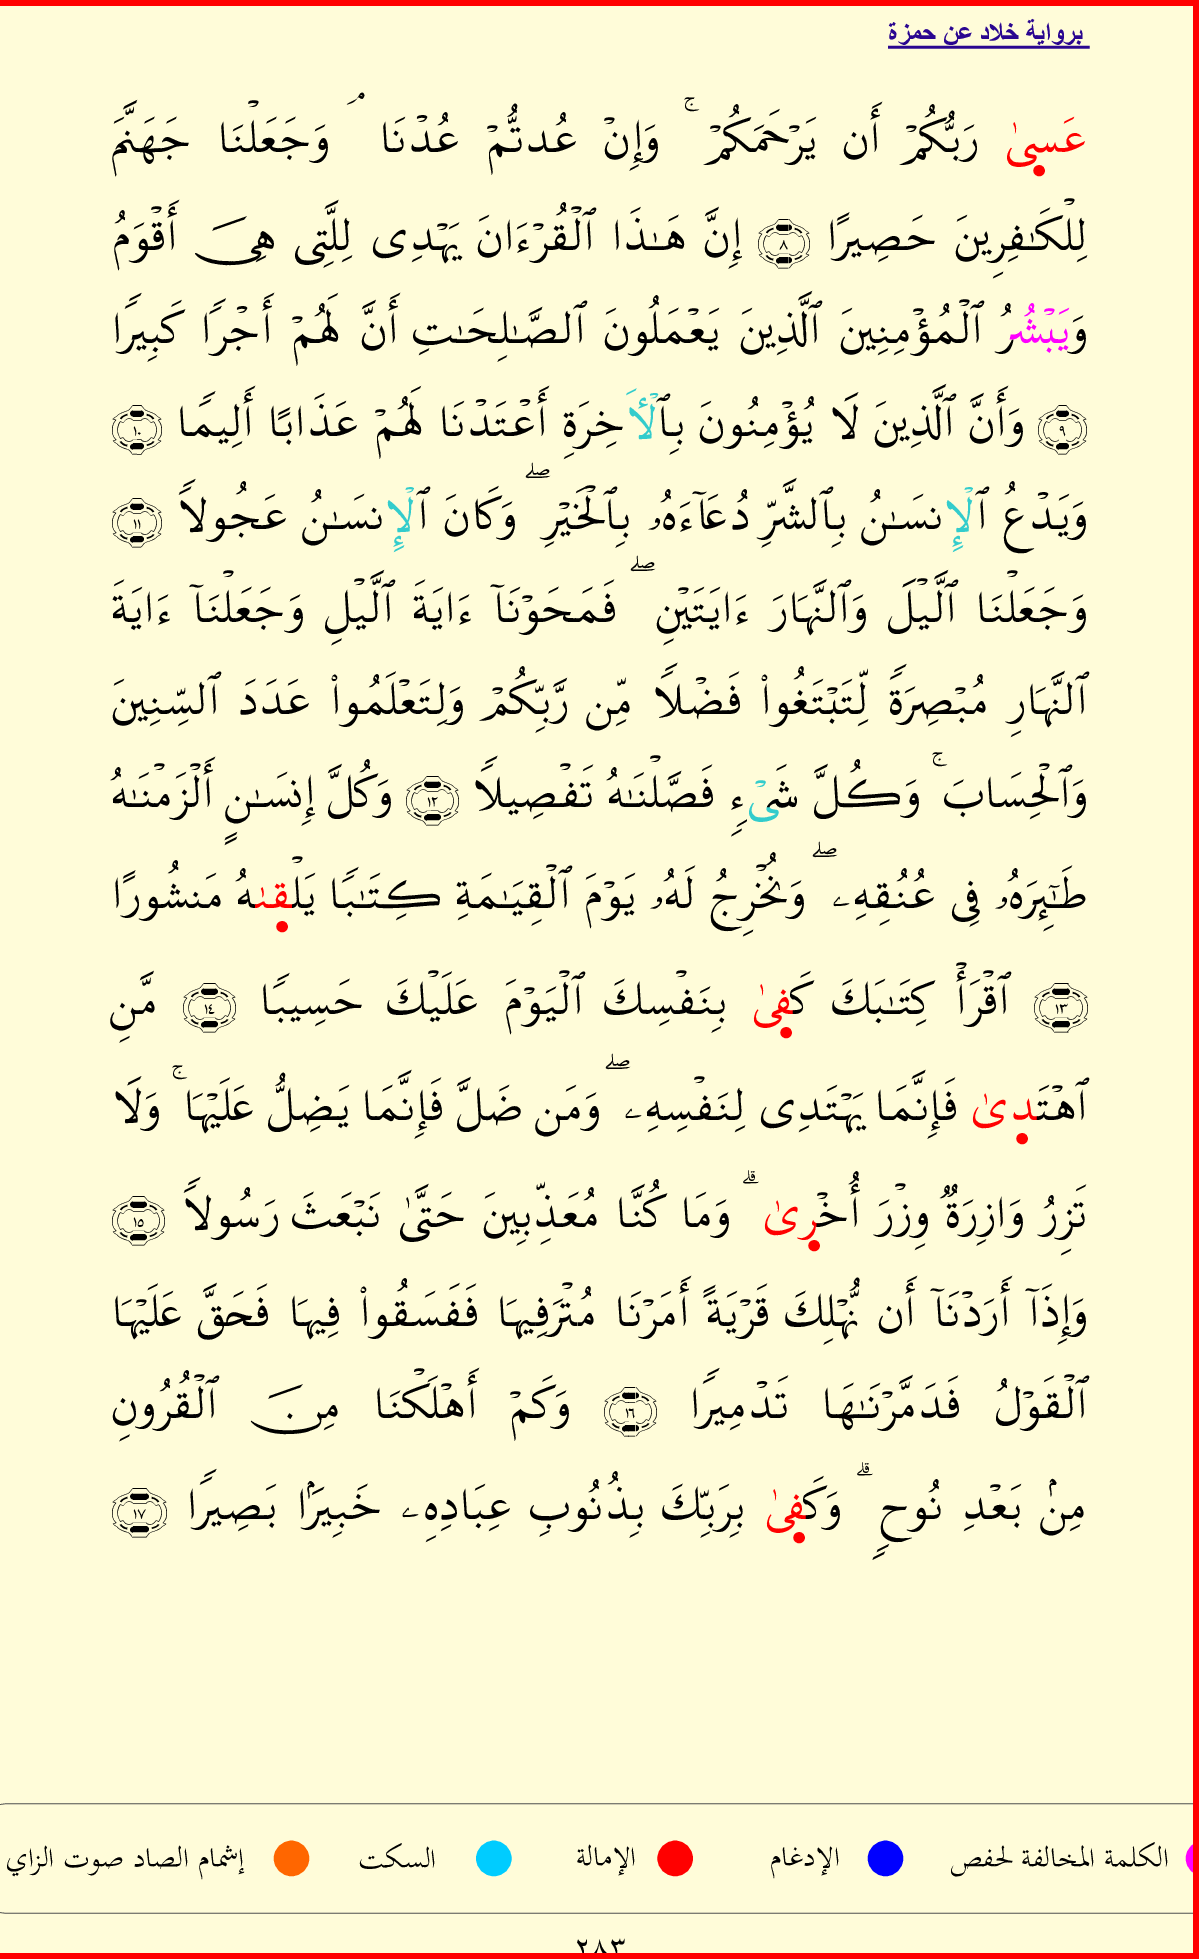 برواية خلاد عن حمزة
عَسِىٰ رَبُّكُمْ أَن يَرْحَمَكُمْ ۚ وَإِنْ عُدتُّمْ عُدْنَا ۘ وَجَعَلْنَا جَهَنَّمَ
لِلْكَـٰفِرِينَ حَصِيرًا ٨ إِنَّ هَـٰذَا ٱلْقُرْءَانَ يَهْدِى لِلَّتِى هِىَ أَقْوَمُ
وَيَبْشُرُ ٱلْمُؤْمِنِينَ ٱلَّذِينَ يَعْمَلُونَ ٱلصَّـٰلِحَـٰتِ أَنَّ لَهُمْ أَجْرًا كَبِيرًا
٩ وَأَنَّ ٱلَّذِينَ لَا يُؤْمِنُونَ بِٱلْأَخِرَةِ أَعْتَدْنَا لَهُمْ عَذَابًا أَلِيمًا ١٠
وَيَدْعُ ٱلْإِنسَـٰنُ بِٱلشَّرِّ دُعَآءَهُۥ بِٱلْخَيْرِ ۖ وَكَانَ ٱلْإِنسَـٰنُ عَجُولاً ١١
وَجَعَلْنَا ٱلَّيْلَ وَٱلنَّهَارَ ءَايَتَيْنِ ۖ فَمَحَوْنَآ ءَايَةَ ٱلَّيْلِ وَجَعَلْنَآ ءَايَةَ
ٱلنَّهَارِ مُبْصِرَةً لِّتَبْتَغُوا۟ فَضْلاً مِّن رَّبِّكُمْ وَلِتَعْلَمُوا۟ عَدَدَ ٱلسِّنِينَ
وَٱلْحِسَابَ ۚ وَكُلَّ شَىْءٍ فَصَّلْنَـٰهُ تَفْصِيلاً ١٢ وَكُلَّ إِنسَـٰنٍ أَلْزَمْنَـٰهُ
طَـٰٓئِرَهُۥ فِى عُنُقِهِۦ ۖ وَنُخْرِجُ لَهُۥ يَوْمَ ٱلْقِيَـٰمَةِ كِتَـٰبًا يَلْقِىٰهُ مَنشُورًا
١٣ ٱقْرَأْ كِتَـٰبَكَ كَفِىٰ بِنَفْسِكَ ٱلْيَوْمَ عَلَيْكَ حَسِيبًا ١٤ مَّنِ
ٱهْتَدِىٰ فَإِنَّمَا يَهْتَدِى لِنَفْسِهِۦ ۖ وَمَن ضَلَّ فَإِنَّمَا يَضِلُّ عَلَيْهَا ۚ وَلَا
تَزِرُ وَازِرَةٌ وِزْرَ أُخْرِىٰ ۗ وَمَا كُنَّا مُعَذِّبِينَ حَتَّىٰ نَبْعَثَ رَسُولاً ١٥
وَإِذَآ أَرَدْنَآ أَن نُّهْلِكَ قَرْيَةً أَمَرْنَا مُتْرَفِيهَا فَفَسَقُوا۟ فِيهَا فَحَقَّ عَلَيْهَا
ٱلْقَوْلُ فَدَمَّرْنَـٰهَا تَدْمِيرًا ١٦ وَكَمْ أَهْلَكْنَا مِنَ ٱلْقُرُونِ
مِنۢ بَعْدِ نُوحٍ ۗ وَكَفِىٰ بِرَبِّكَ بِذُنُوبِ عِبَادِهِۦ خَبِيرًۢا بَصِيرًا ١٧
الكلمة المخالفة لحفص الإدغام الإمالة السكت إشمام الصاد صوت الزاي
٢٨٣